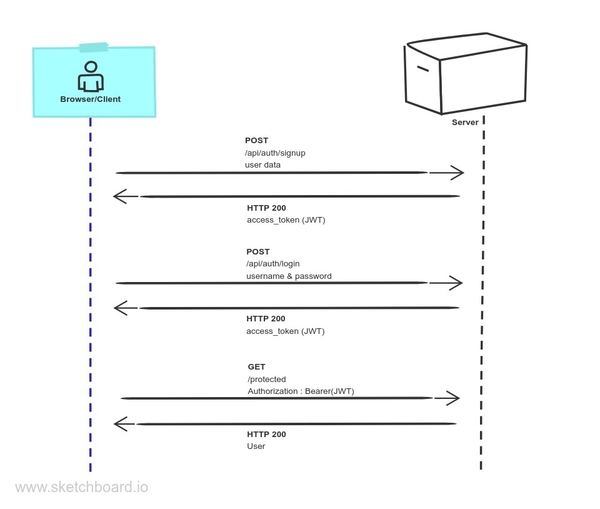 Browser/Client
Server
POST
/api/auth/signup
user data
HTTP 200
access_token (JWT)
POST
/api/auth/login
username & password
HTTP 200
access_token (JWT)
GET
/protected
Authorization : Bearer(JWT)
HTTP 200
User
www.sketchboard.io